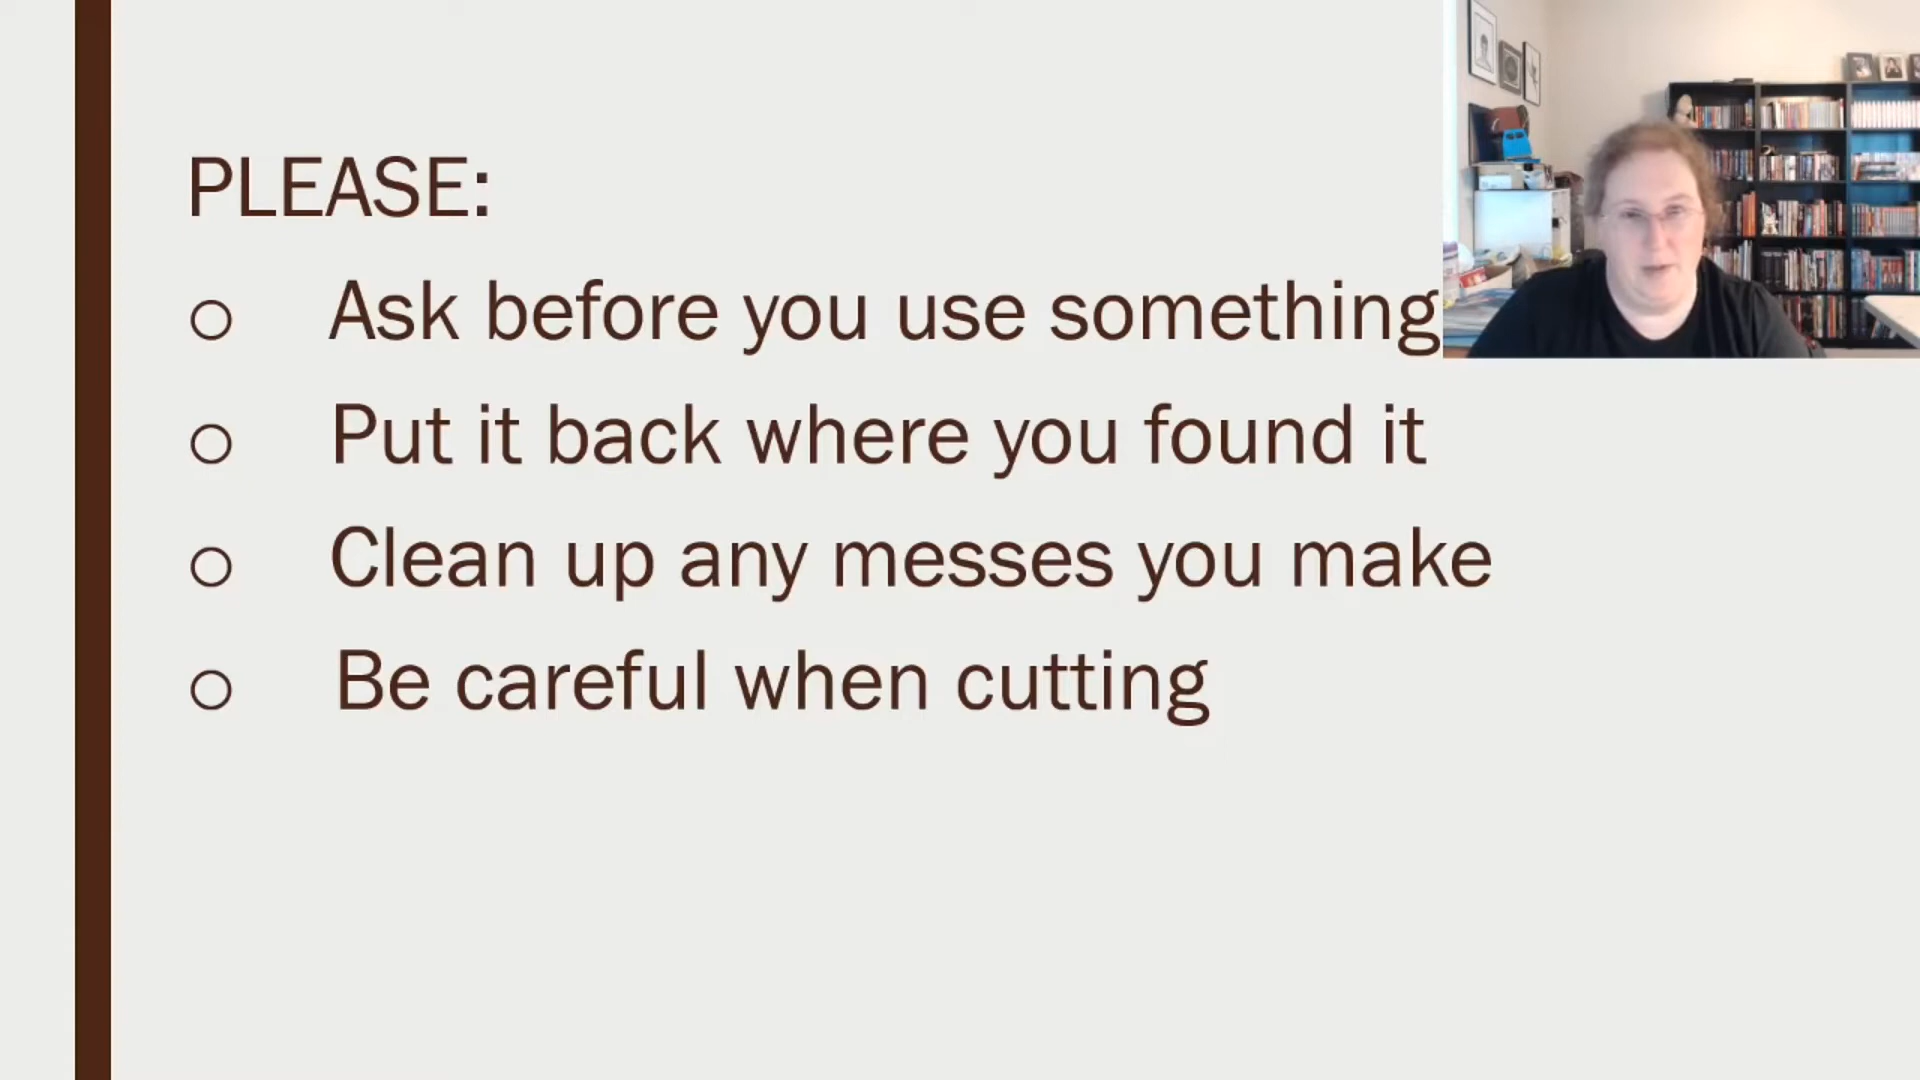 PLEASE:
Ask before you use something
Put it back where you found it
Clean up any messes you make
Be careful when cutting